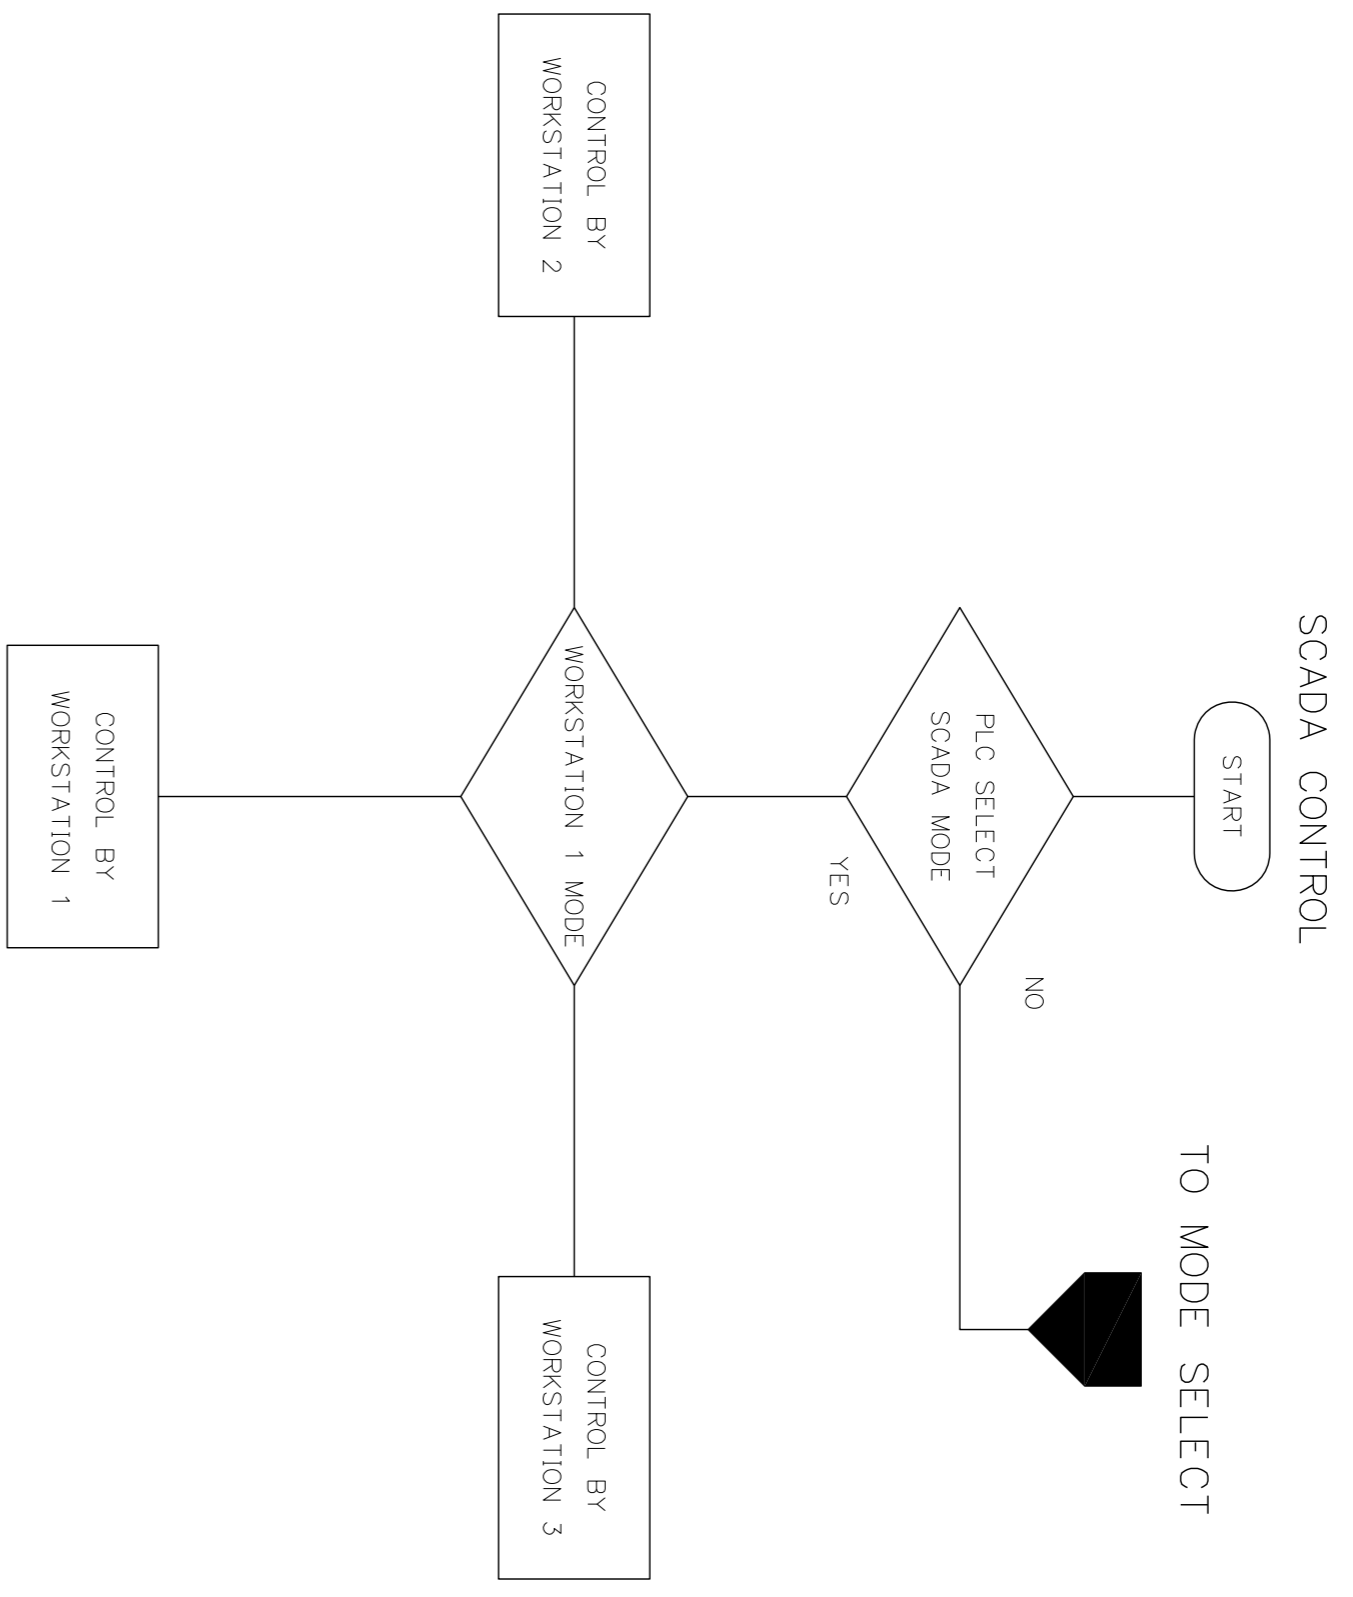 SCADA CONTROL
START
TO MODE SELECT
NO
PLC SELECT
SCADA MODE
YES
CONTROL BY
WORKSTATION 2
WORKSTATION 1 MODE
CONTROL BY
WORKSTATION 3
CONTROL BY
WORKSTATION 1